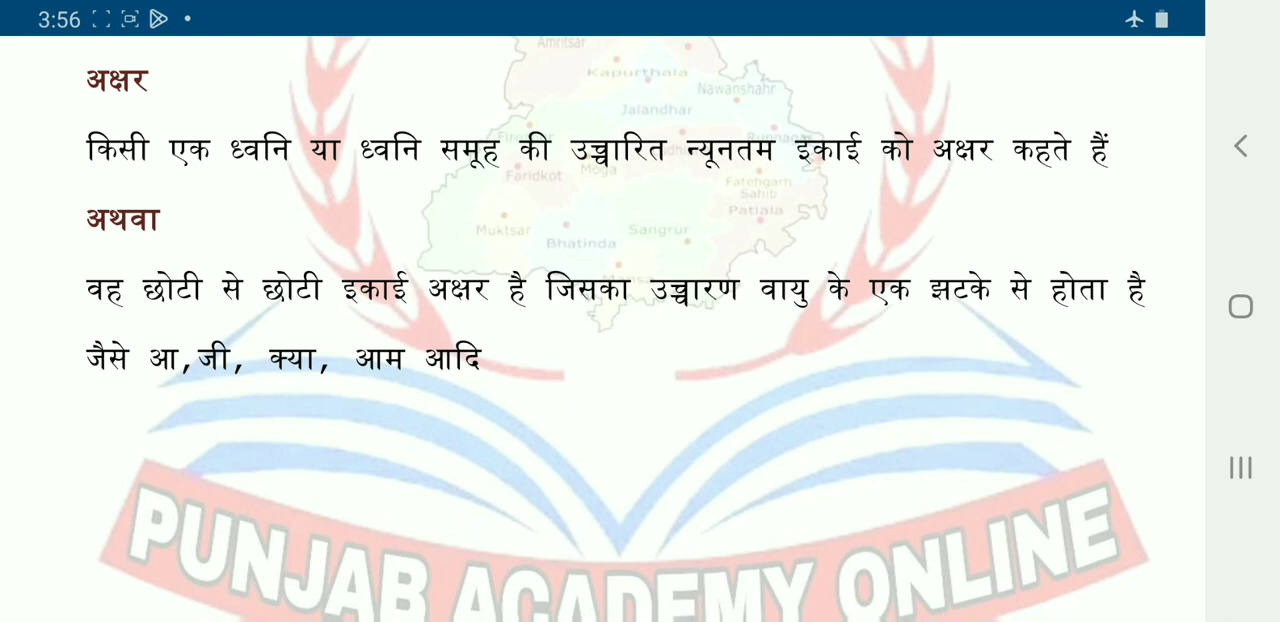 3:56
Amritsar
Kapurthala
Nawanshahr
Jalandhar
अक्षर
किसी एक ध्वनि या ध्वनि समूह की उच्चारित न्यूनतम इकाई को अक्षर कहते हैं
Moga
Faridkot
Fatehgarh
Sahib
Patiala
अथवा
Muktsar
Bhatinda
Sangrur
वह छोटी से छोटी इकाई अक्षर है जिसका उच्चारण वायु के एक झटके से होता है
जैसे आ,जी, क्या, आम आदि
PUNJAB ACADEMY ONLINE